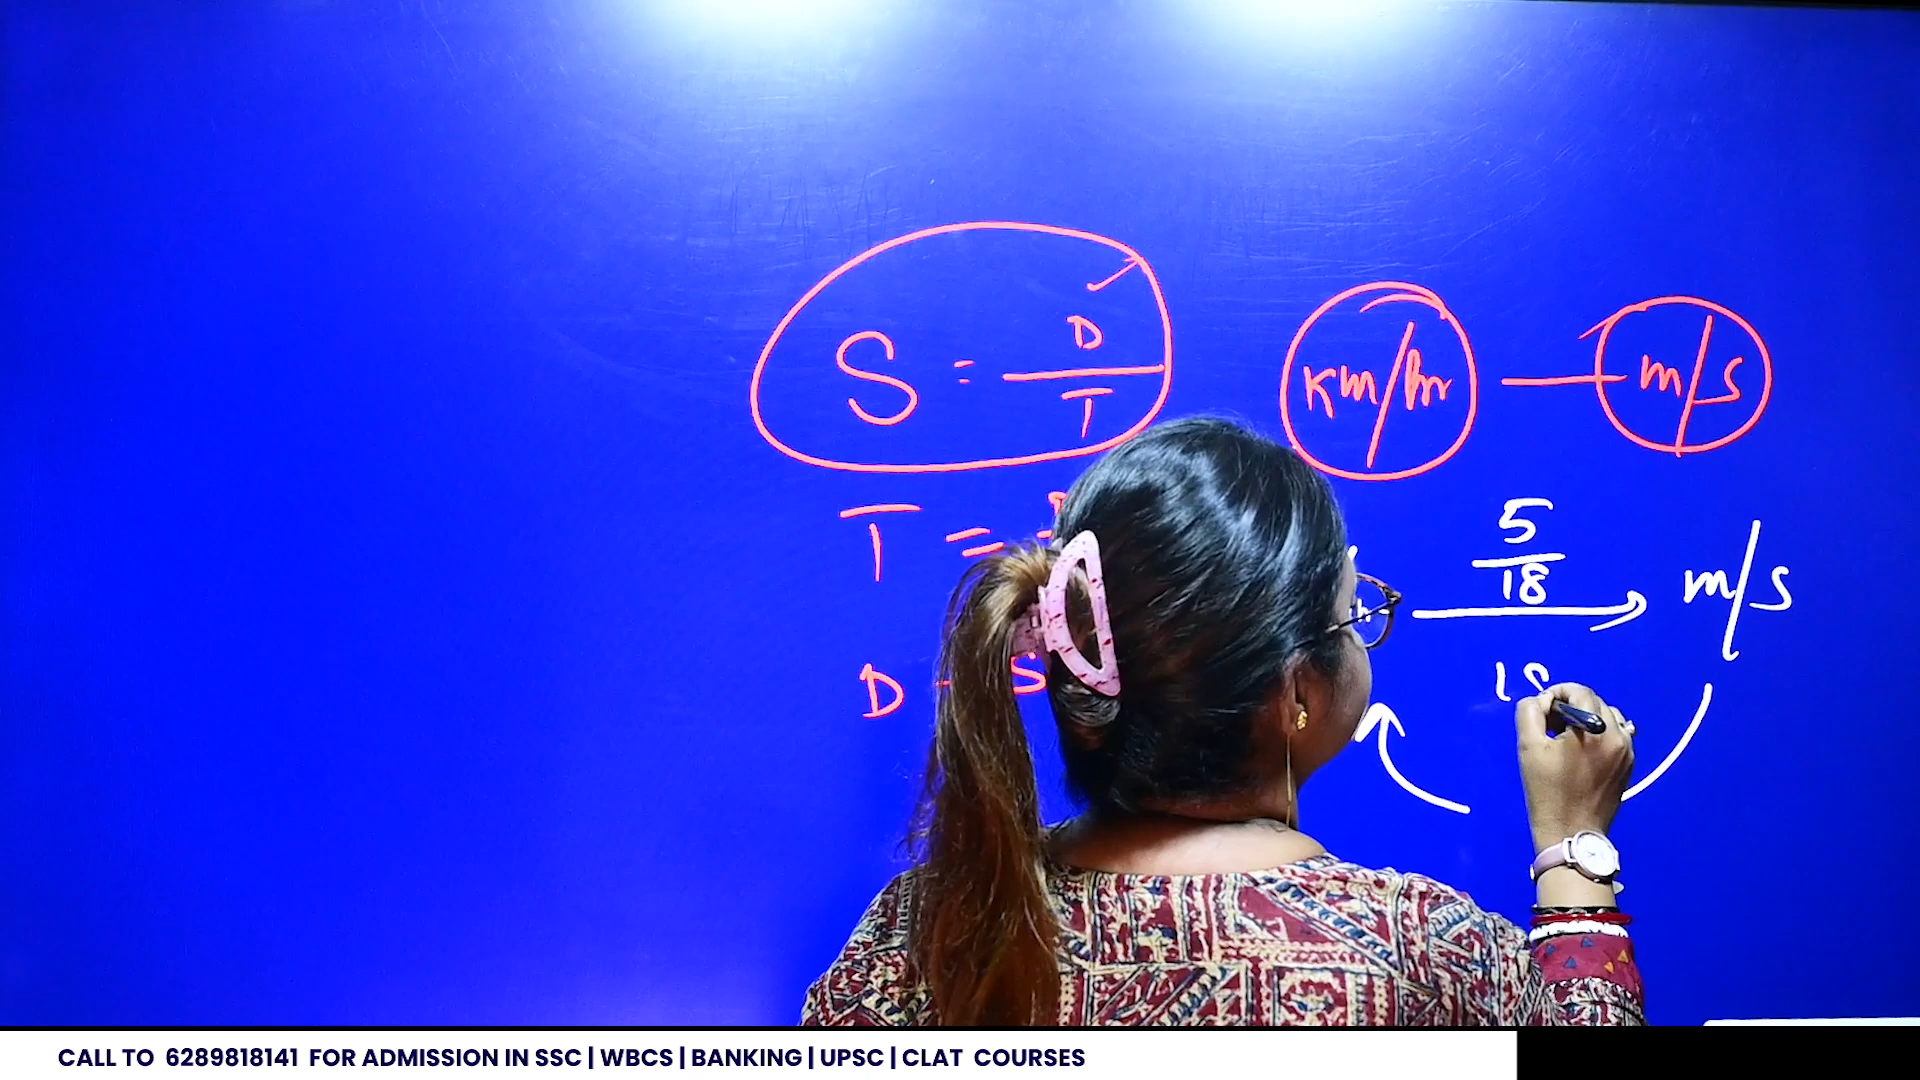 S = D/T
km/hr — m/s
T =
5/18
m/s
D = S
18
CALL TO 6289818141 FOR ADMISSION IN SSC | WBCS | BANKING | UPSC | CLAT COURSES